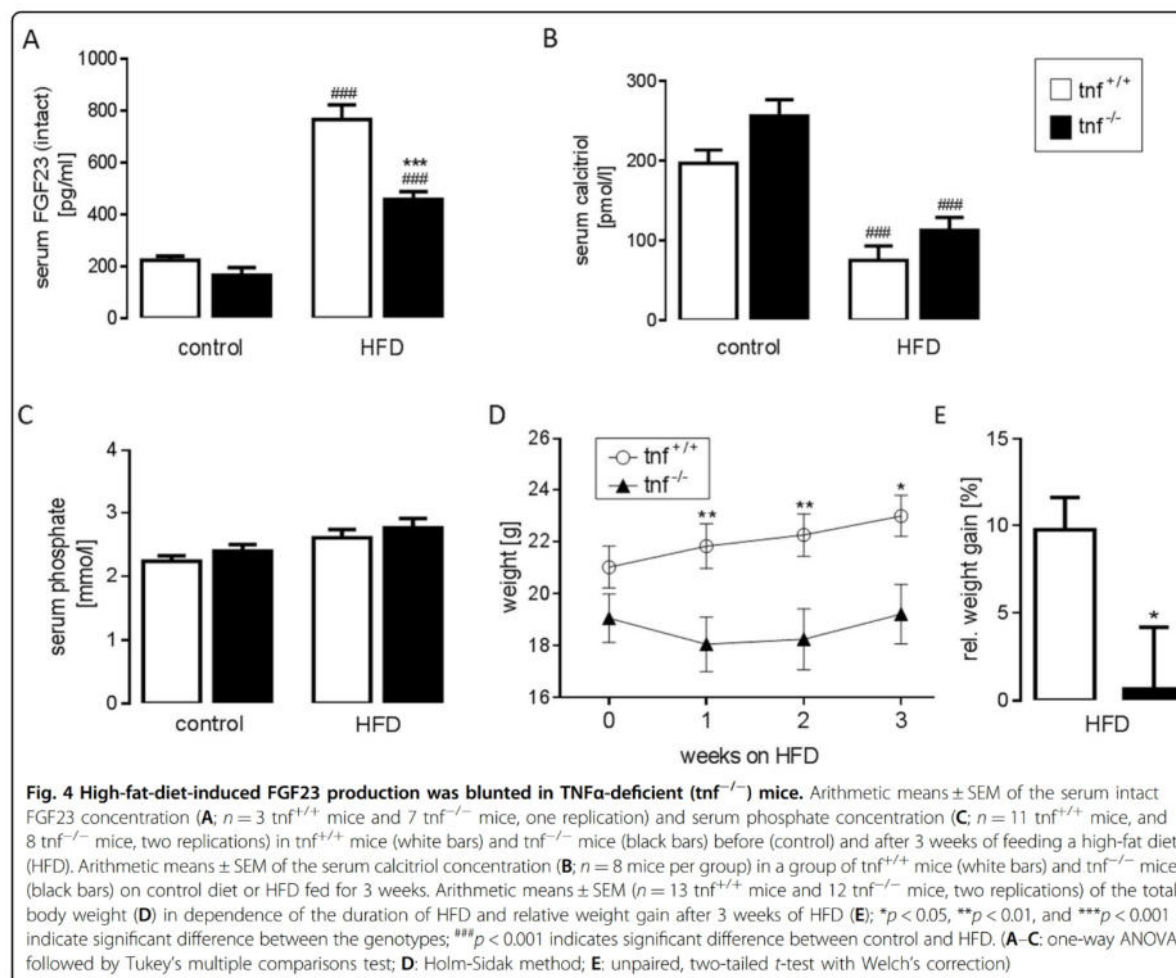 A
B
1000
800
600
400
200
0
serum FGF23 (intact)
[pg/ml]
###
***
###
control
HFD
300
200
100
0
serum calcitriol
[pmol/l]
###
###
control
HFD
tnf+/+
tnf-/-
C
D
E
4
3
2
1
0
serum phosphate
[mmol/l]
control
HFD
26
24
22
20
18
16
weight [g]
tnf+/+
tnf-/-
**
**
*
0
1
2
3
weeks on HFD
15
10
5
0
rel. weight gain [%]
*
HFD
Fig. 4 High-fat-diet-induced FGF23 production was blunted in TNFα-deficient (tnf−/−) mice. Arithmetic means ± SEM of the serum intact
FGF23 concentration (A; n = 3 tnf+/+ mice and 7 tnf−/− mice, one replication) and serum phosphate concentration (C; n = 11 tnf+/+ mice, and
8 tnf−/− mice, two replications) in tnf+/+ mice (white bars) and tnf−/− mice (black bars) before (control) and after 3 weeks of feeding a high-fat diet
(HFD). Arithmetic means ± SEM of the serum calcitriol concentration (B; n = 8 mice per group) in a group of tnf+/+ mice (white bars) and tnf−/− mice
(black bars) on control diet or HFD fed for 3 weeks. Arithmetic means ± SEM (n = 13 tnf+/+ mice and 12 tnf−/− mice, two replications) of the total
body weight (D) in dependence of the duration of HFD and relative weight gain after 3 weeks of HFD (E); *p < 0.05, **p < 0.01, and ***p < 0.001
indicate significant difference between the genotypes; ###p < 0.001 indicates significant difference between control and HFD. (A–C: one-way ANOVA
followed by Tukey's multiple comparisons test; D: Holm-Sidak method; E: unpaired, two-tailed t-test with Welch's correction)